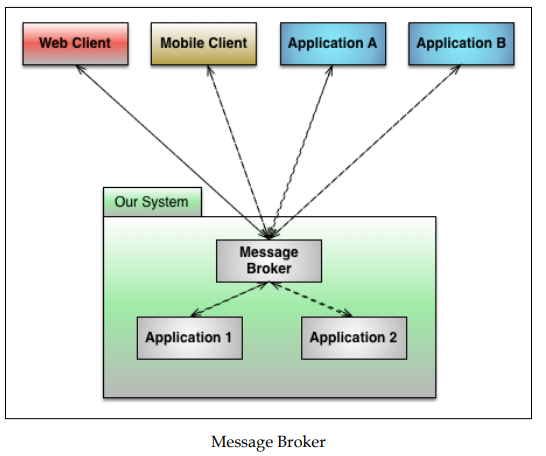 Web Client
Mobile Client
Application A
Application B
Our System
Message
Broker
Application 1
Application 2
Message Broker